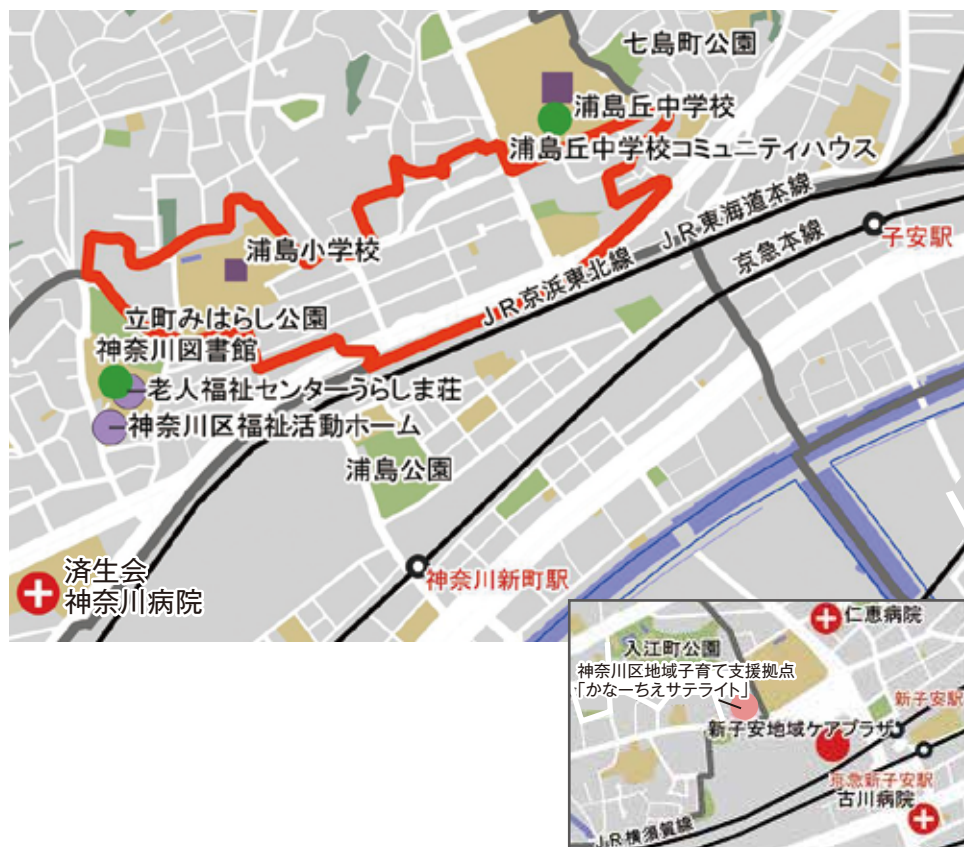 七島町公園
浦島丘中学校
浦島丘中学校コミュニティハウス
浦島小学校
JR東海道本線
京急本線
子安駅
JR京浜東北線
立町みはらし公園
神奈川図書館
老人福祉センターうらしま荘
神奈川区福祉活動ホーム
浦島公園
神奈川新町駅
済生会
神奈川病院
仁恵病院
入江町公園
神奈川区地域子育て支援拠点
「かなーちえサテライト」
新子安駅
新子安地域ケアプラザ
京急新子安駅
古川病院
JR横須賀線